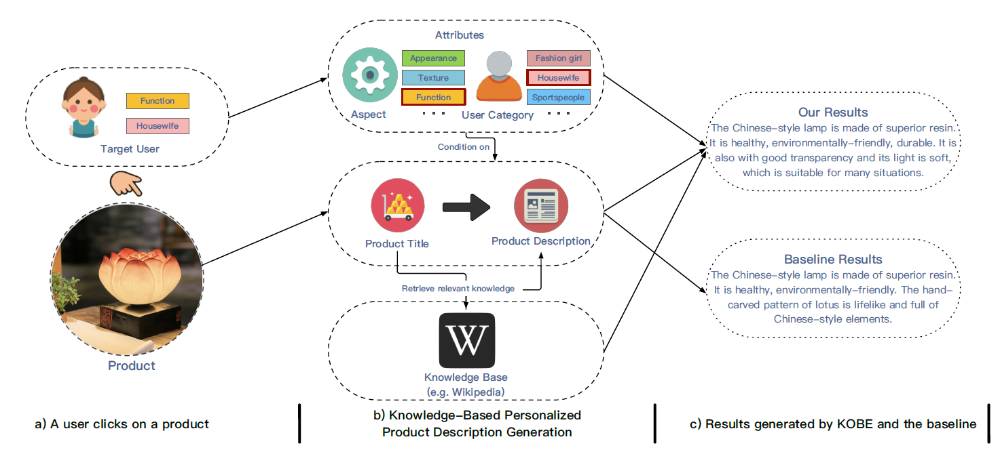 Function
Housewife
Target User
Product
a) A user clicks on a product
Attributes
Appearance
Texture
Function
Aspect
Fashion girl
Housewife
Sportspeople
User Category
Condition on
Product Title
Product Description
Retrieve relevant knowledge
W
Knowledge Base
(e.g. Wikipedia)
b) Knowledge-Based Personalized
Product Description Generation
Our Results
The Chinese-style lamp is made of superior resin.
It is healthy, environmentally-friendly, durable. It is
also with good transparency and its light is soft,
which is suitable for many situations.
Baseline Results
The Chinese-style lamp is made of superior resin.
It is healthy, environmentally-friendly. The hand-
carved pattern of lotus is lifelike and full of
Chinese-style elements.
c) Results generated by KOBE and the baseline